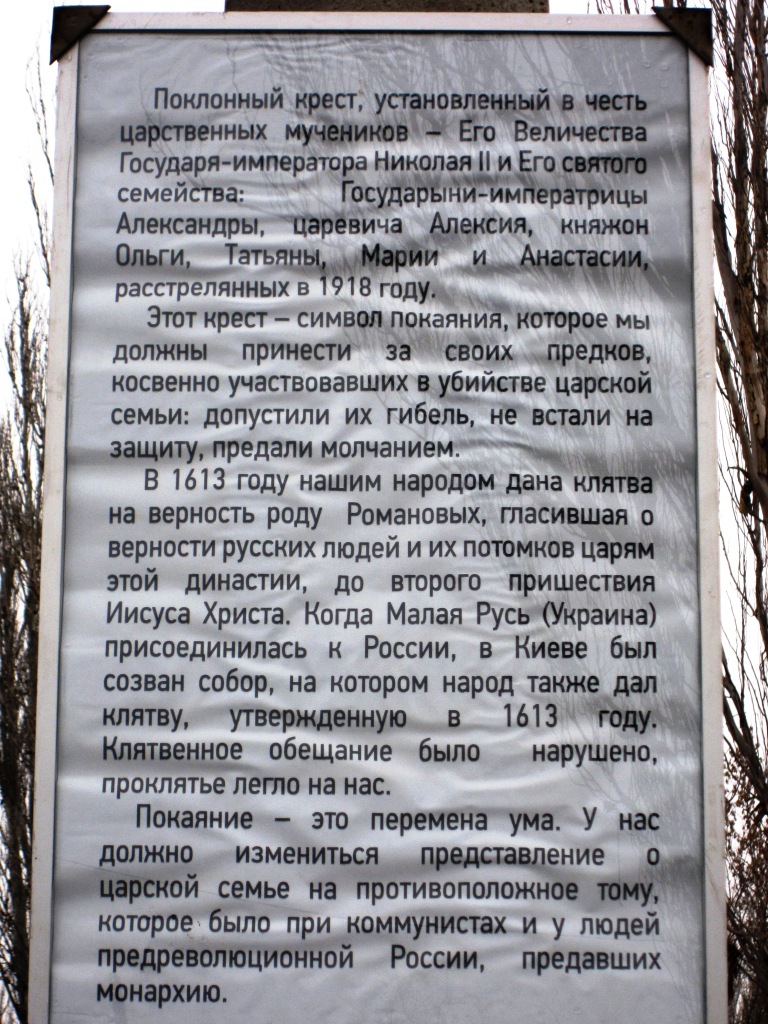 Поклонный крест, установленный в честь
царственных мучеников – Его Величества
Государя-императора Николая II и Его святого
семейства: Государыни-императрицы
Александры, царевича Алексия, княжон
Ольги, Татьяны, Марии и Анастасии,
расстрелянных в 1918 году.
Этот крест – символ покаяния, которое мы
должны принести за своих предков,
косвенно участвовавших в убийстве царской
семьи: допустили их гибель, не встали на
защиту, предали молчанием.
В 1613 году нашим народом дана клятва
на верность роду Романовых, гласившая о
верности русских людей и их потомков царям
этой династии, до второго пришествия
Иисуса Христа. Когда Малая Русь (Украина)
присоединилась к России, в Киеве был
созван собор, на котором народ также дал
клятву, утвержденную в 1613 году.
Клятвенное обещание было нарушено,
проклятье легло на нас.
Покаяние – это перемена ума. У нас
должно измениться представление о
царской семье на противоположное тому,
которое было при коммунистах и у людей
предреволюционной России, предавших
монархию.